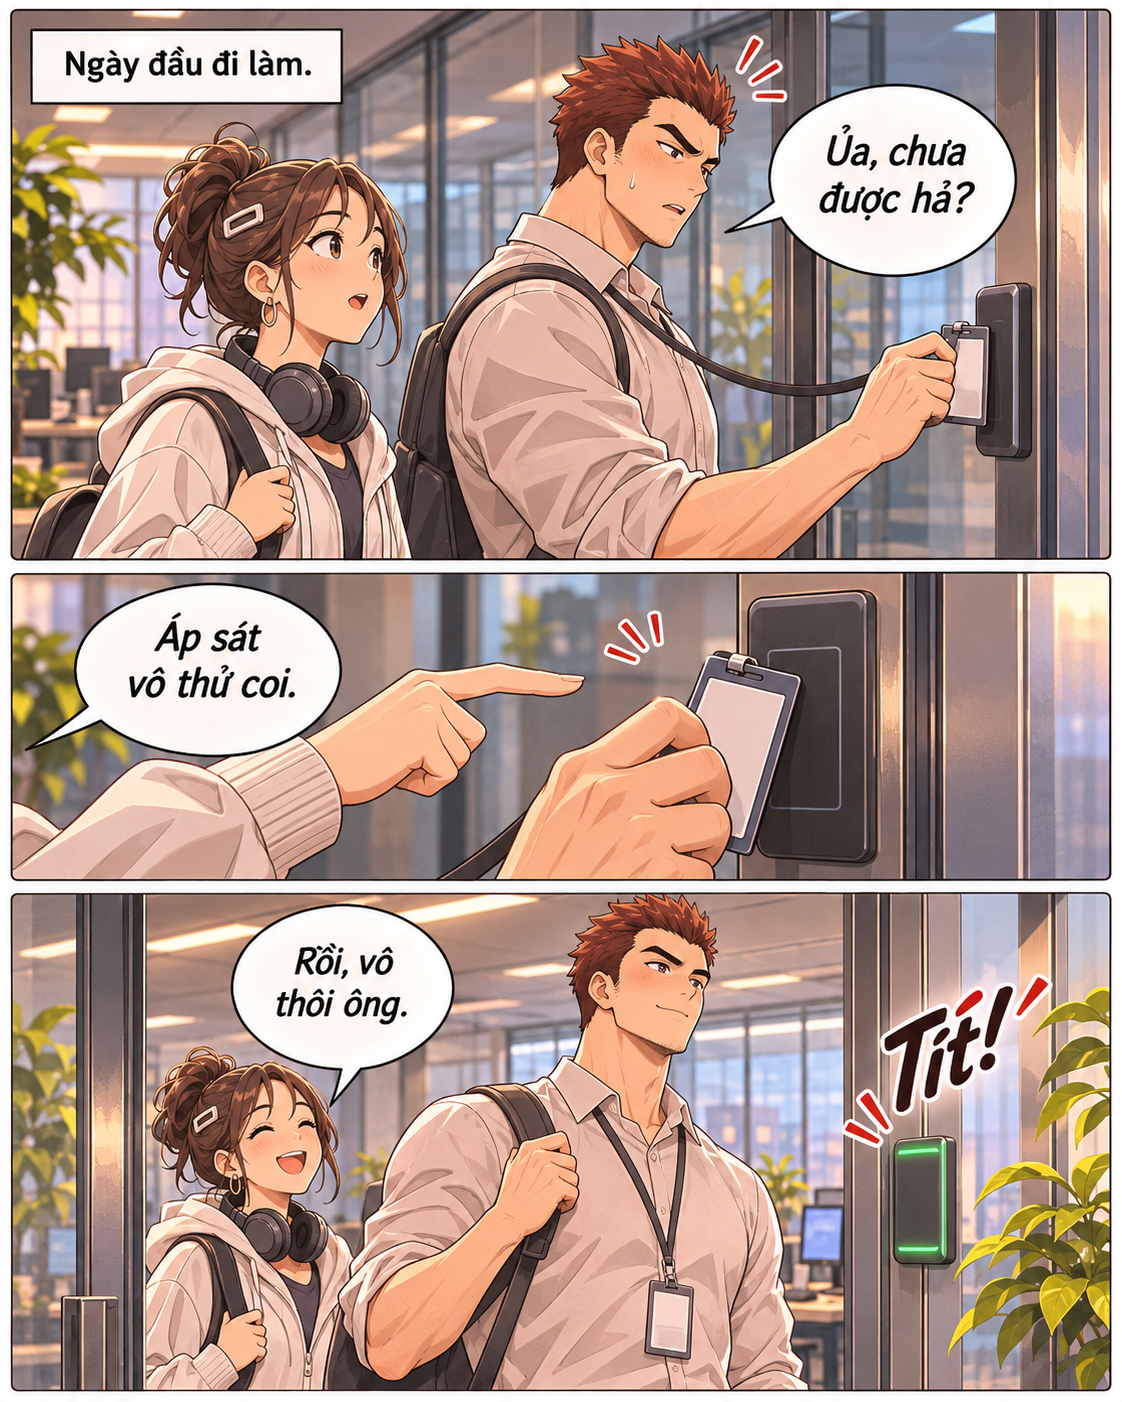 Ngày đầu đi làm.
Ủa, chưa
được hả?
Áp sát
vô thử coi.
Rồi, vô
thôi ông.
Tít!